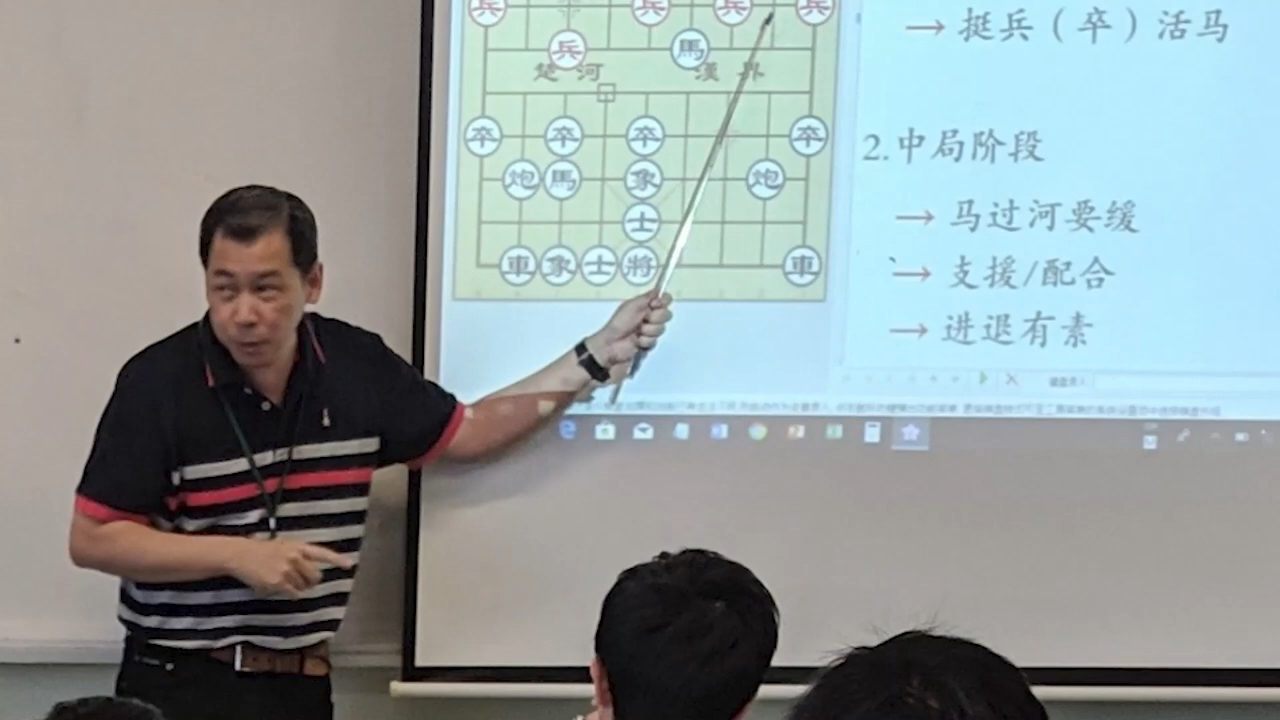 兵 兵 兵 兵
兵 馬
楚 河 漢 界
卒 卒 卒 卒
炮 馬 象 炮
士
車 象 士 將 車
→ 挺兵（卒）活马
2.中局阶段
→ 马过河要缓
→ 支援/配合
→ 进退有素